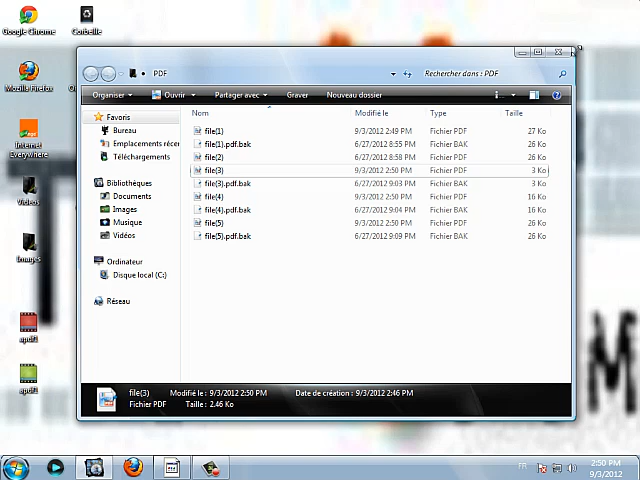 Google Chrome
Corbeille
Mozilla Firefox
Internet
EveryWhere
Vidéos
Images
apdf1
apdf1
PDF
Rechercher dans : PDF
Organiser
Ouvrir
Partager avec
Graver
Nouveau dossier
Nom Modifié le Type Taille
Favoris
Bureau
Emplacements récen
Téléchargements
Bibliothèques
Documents
Images
Musique
Vidéos
Ordinateur
Disque local (C:)
Réseau
file(1) 9/3/2012 2:49 PM Fichier PDF 27 Ko
file(1).pdf.bak 6/27/2012 8:55 PM Fichier BAK 26 Ko
file(2) 6/27/2012 8:58 PM Fichier PDF 26 Ko
file(3) 9/3/2012 2:50 PM Fichier PDF 3 Ko
file(3).pdf.bak 6/27/2012 9:03 PM Fichier BAK 3 Ko
file(4) 9/3/2012 2:50 PM Fichier PDF 16 Ko
file(4).pdf.bak 6/27/2012 9:04 PM Fichier BAK 16 Ko
file(5) 9/3/2012 2:50 PM Fichier PDF 26 Ko
file(5).pdf.bak 6/27/2012 9:09 PM Fichier BAK 26 Ko
file(3) Modifié le : 9/3/2012 2:50 PM Date de création : 9/3/2012 2:46 PM
Fichier PDF Taille : 2.46 Ko
FR
2:50 PM
9/3/2012
M